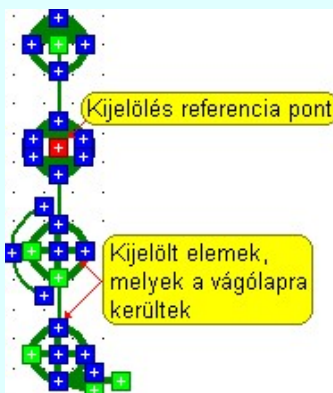 Kijelölés referencia pont
Kijelölt elemek,
melyek a vágólapra
kerültek